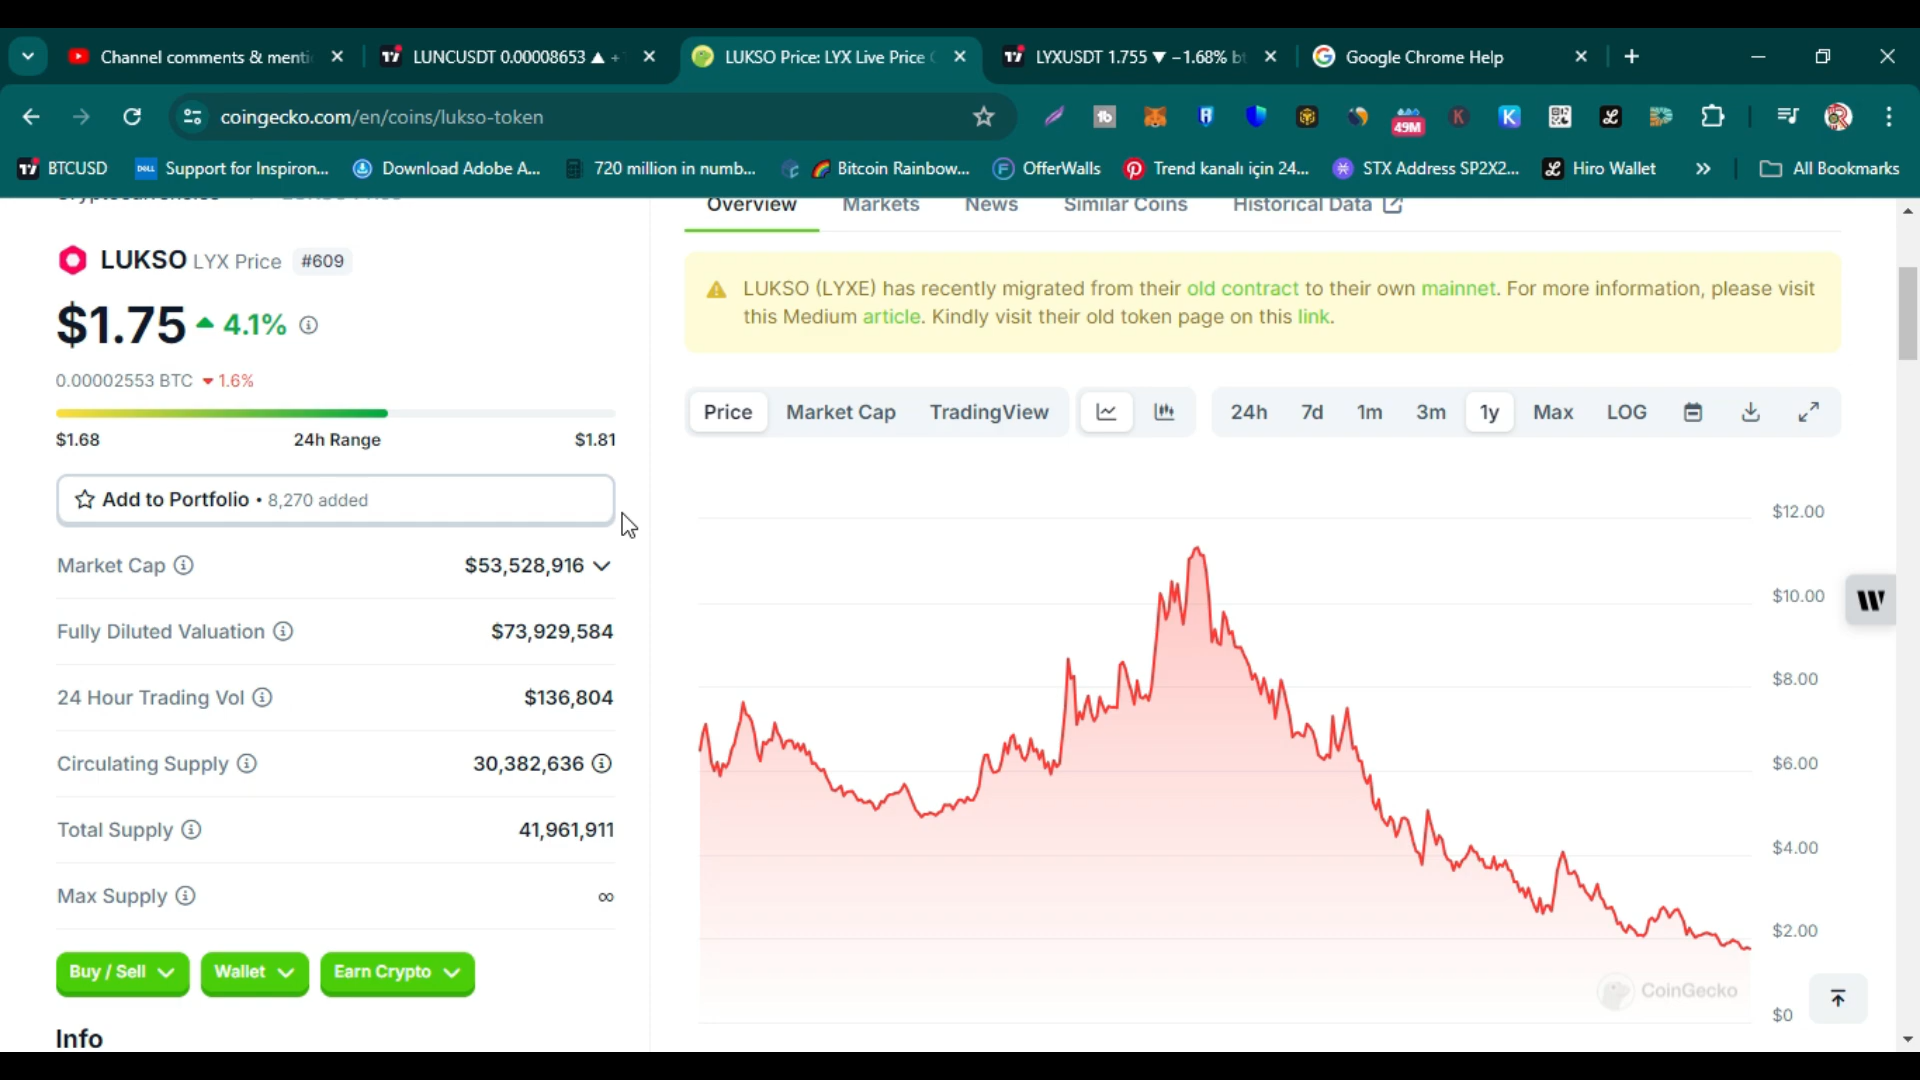 Channel comments & menti
LUNCUSDT 0.00008653 ▲ +
LUKSO Price: LYX Live Price
LYXUSDT 1.755 ▼ −1.68%
Google Chrome Help
coingecko.com/en/coins/lukso-token
49M
BTCUSD
Support for Inspiron...
Download Adobe A...
720 million in numb...
Bitcoin Rainbow...
OfferWalls
Trend kanalı için 24...
STX Address SP2X2...
Hiro Wallet
All Bookmarks
Overview
Markets
News
Similar Coins
Historical Data
LUKSO LYX Price #609
$1.75 ▲ 4.1%
0.00002553 BTC ▼ 1.6%
$1.68 24h Range $1.81
Add to Portfolio • 8,270 added
Market Cap $53,528,916
Fully Diluted Valuation $73,929,584
24 Hour Trading Vol $136,804
Circulating Supply 30,382,636
Total Supply 41,961,911
Max Supply ∞
Buy / Sell
Wallet
Earn Crypto
Info
LUKSO (LYXE) has recently migrated from their old contract to their own mainnet. For more information, please visit
this Medium article. Kindly visit their old token page on this link.
Price Market Cap TradingView
24h 7d 1m 3m 1y Max LOG
$12.00
$10.00
$8.00
$6.00
$4.00
$2.00
$0
CoinGecko